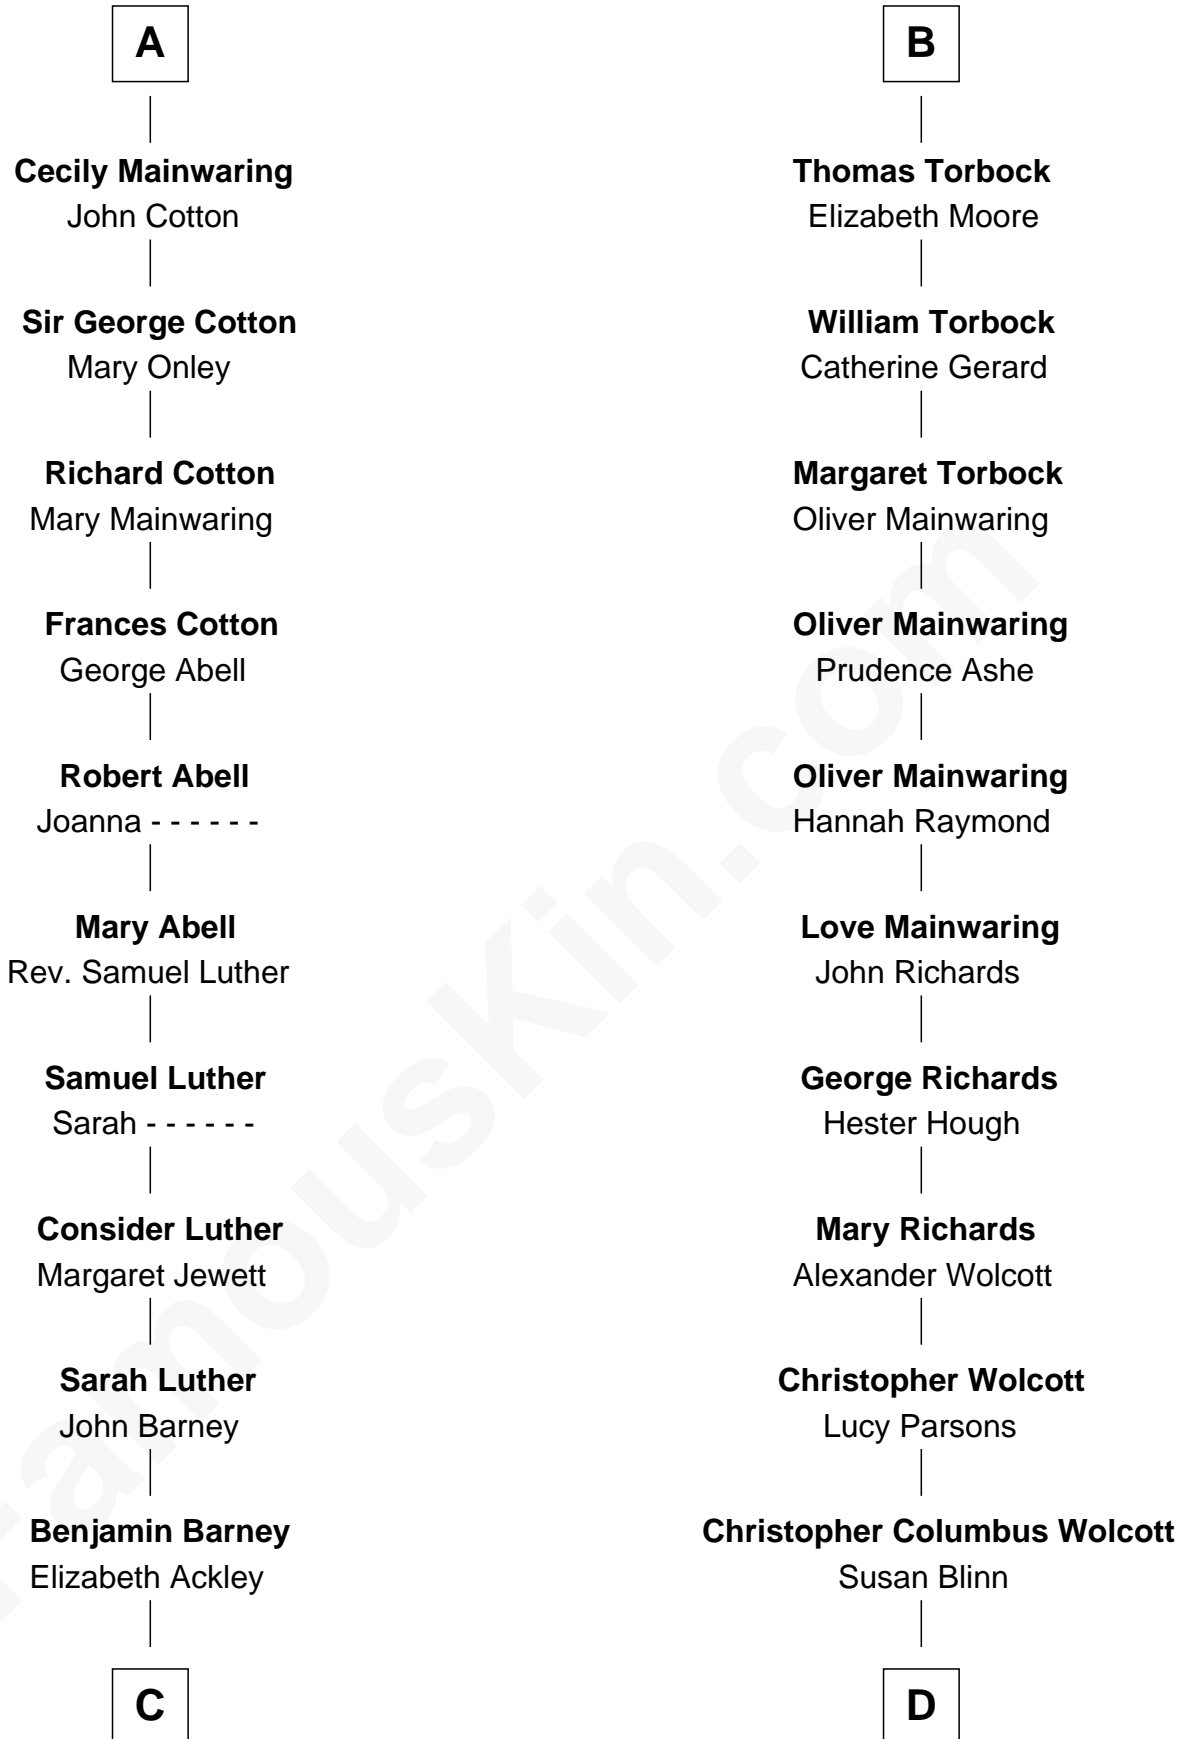 A
Cecily Mainwaring
John Cotton
Sir George Cotton
Mary Onley
Richard Cotton
Mary Mainwaring
Frances Cotton
George Abell
Robert Abell
Joanna - - - - - -
Mary Abell
Rev. Samuel Luther
Samuel Luther
Sarah - - - - - -
Consider Luther
Margaret Jewett
Sarah Luther
John Barney
Benjamin Barney
Elizabeth Ackley
C
B
Thomas Torbock
Elizabeth Moore
William Torbock
Catherine Gerard
Margaret Torbock
Oliver Mainwaring
Oliver Mainwaring
Prudence Ashe
Oliver Mainwaring
Hannah Raymond
Love Mainwaring
John Richards
George Richards
Hester Hough
Mary Richards
Alexander Wolcott
Christopher Wolcott
Lucy Parsons
Christopher Columbus Wolcott
Susan Blinn
D
FamousKin.com